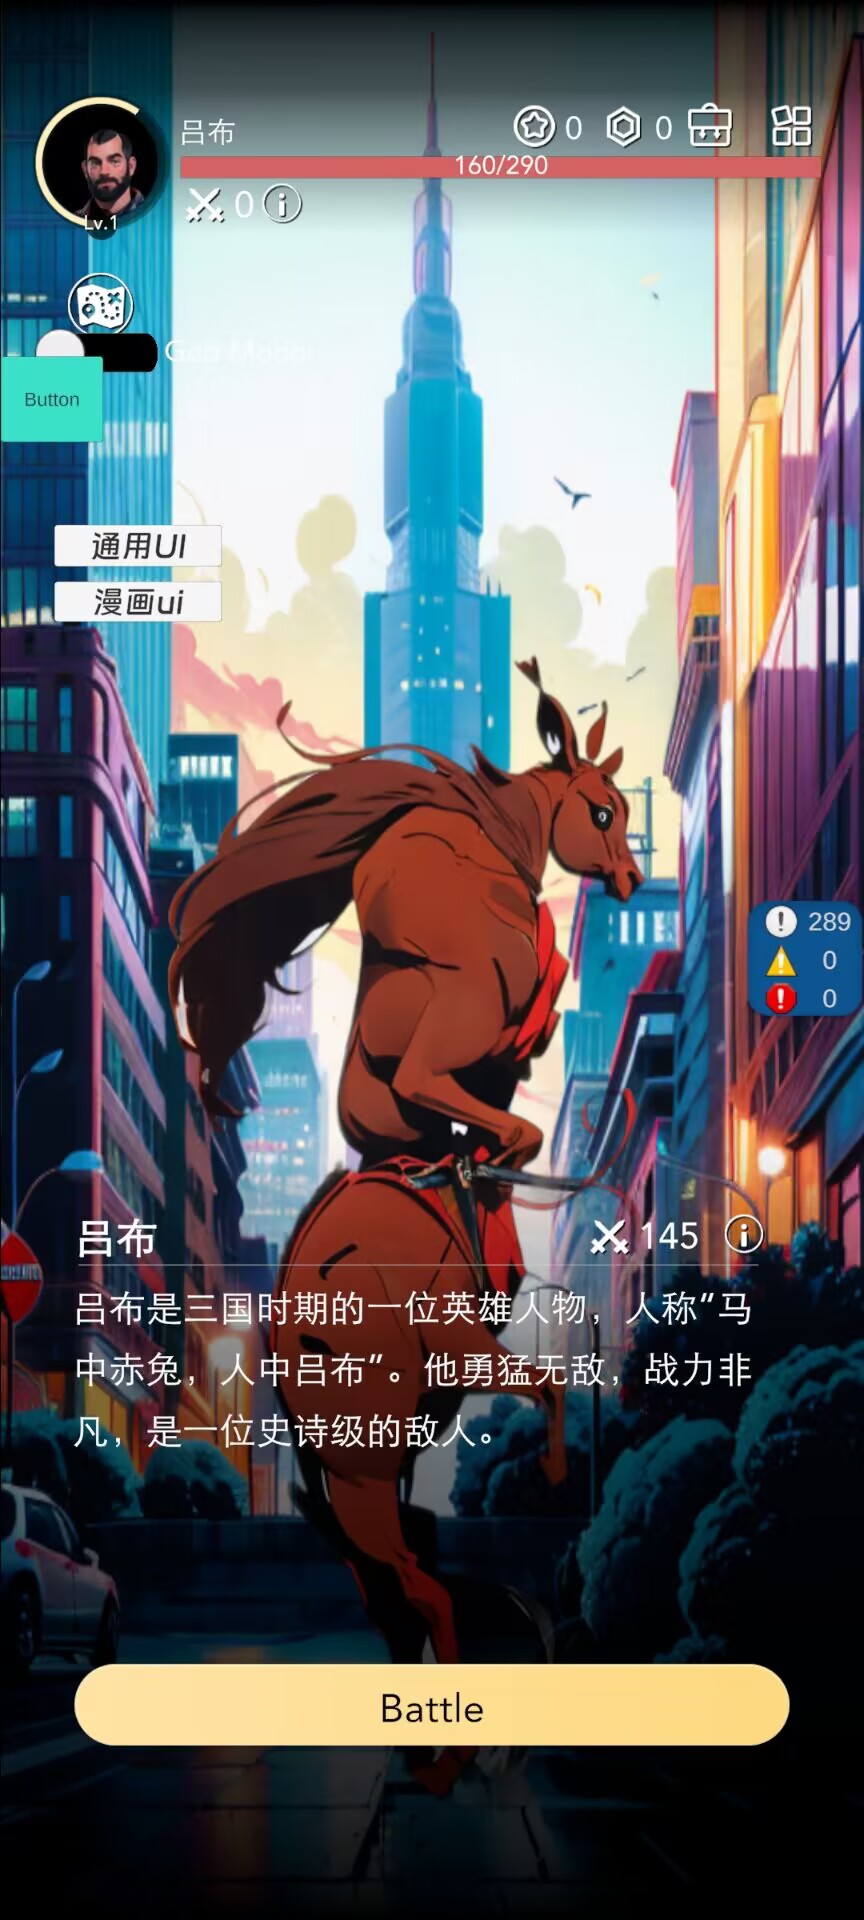 吕布
0
0
160/290
0
Lv.1
Button
通用UI
漫画ui
289
0
0
吕布
145
吕布是三国时期的一位英雄人物，人称“马
中赤兔，人中吕布”。他勇猛无敌，战力非
凡，是一位史诗级的敌人。
Battle